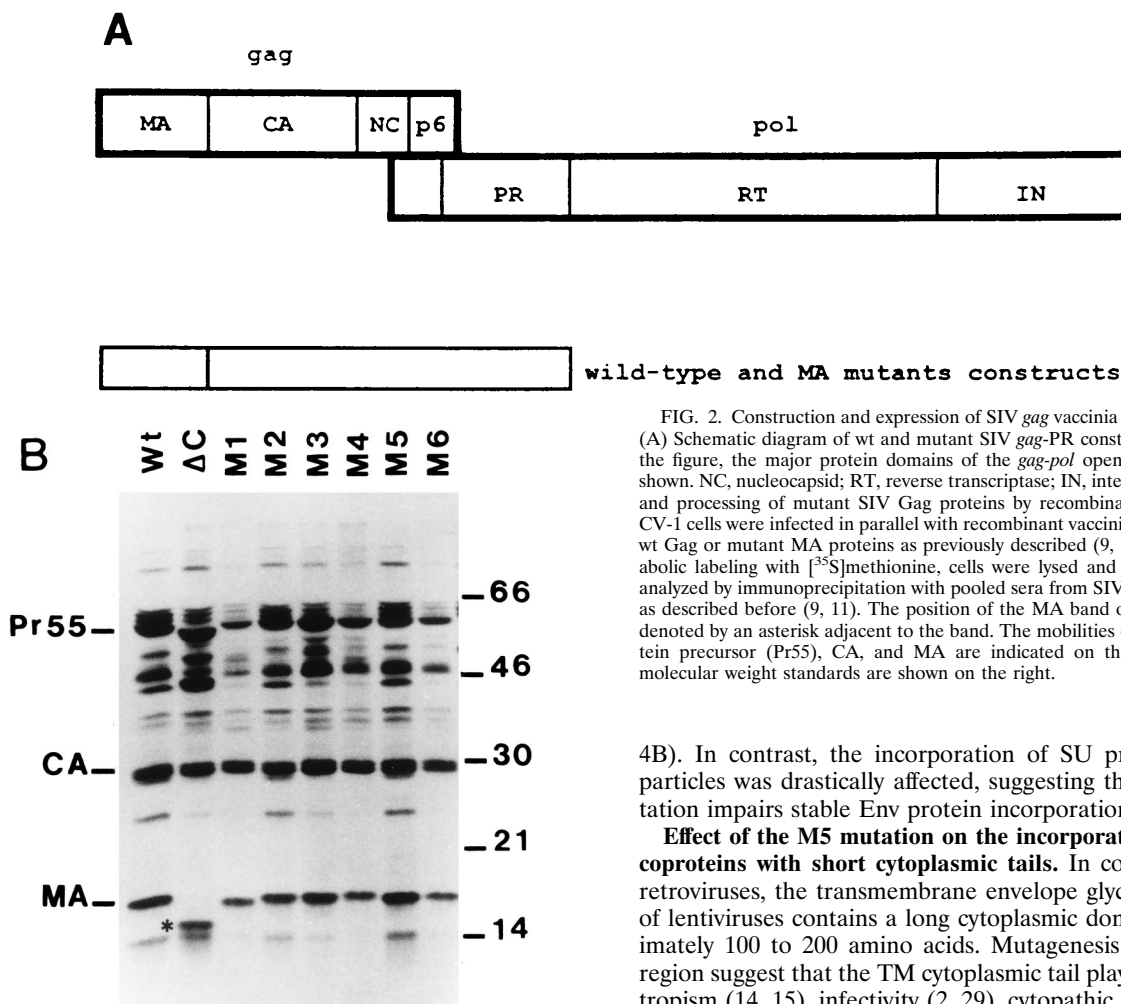 A
gag
MA CA NC p6 pol
PR RT IN
wild-type and MA mutants constructs
B
Wt ΔC M1 M2 M3 M4 M5 M6
Pr55
CA
MA
*
66
46
30
21
14
FIG. 2. Construction and expression of SIV gag vaccinia
(A) Schematic diagram of wt and mutant SIV gag-PR const
the figure, the major protein domains of the gag-pol open
shown. NC, nucleocapsid; RT, reverse transcriptase; IN, inte
and processing of mutant SIV Gag proteins by recombina
CV-1 cells were infected in parallel with recombinant vaccini
wt Gag or mutant MA proteins as previously described (9,
abolic labeling with [³⁵S]methionine, cells were lysed and
analyzed by immunoprecipitation with pooled sera from SIV
as described before (9, 11). The position of the MA band o
denoted by an asterisk adjacent to the band. The mobilities
tein precursor (Pr55), CA, and MA are indicated on th
molecular weight standards are shown on the right.
4B). In contrast, the incorporation of SU pr
particles was drastically affected, suggesting th
tation impairs stable Env protein incorporation
Effect of the M5 mutation on the incorporat
coproteins with short cytoplasmic tails. In co
retroviruses, the transmembrane envelope glyc
of lentiviruses contains a long cytoplasmic don
imately 100 to 200 amino acids. Mutagenesis
region suggest that the TM cytoplasmic tail play
tropism (14, 15), infectivity (2, 29), cytopathic